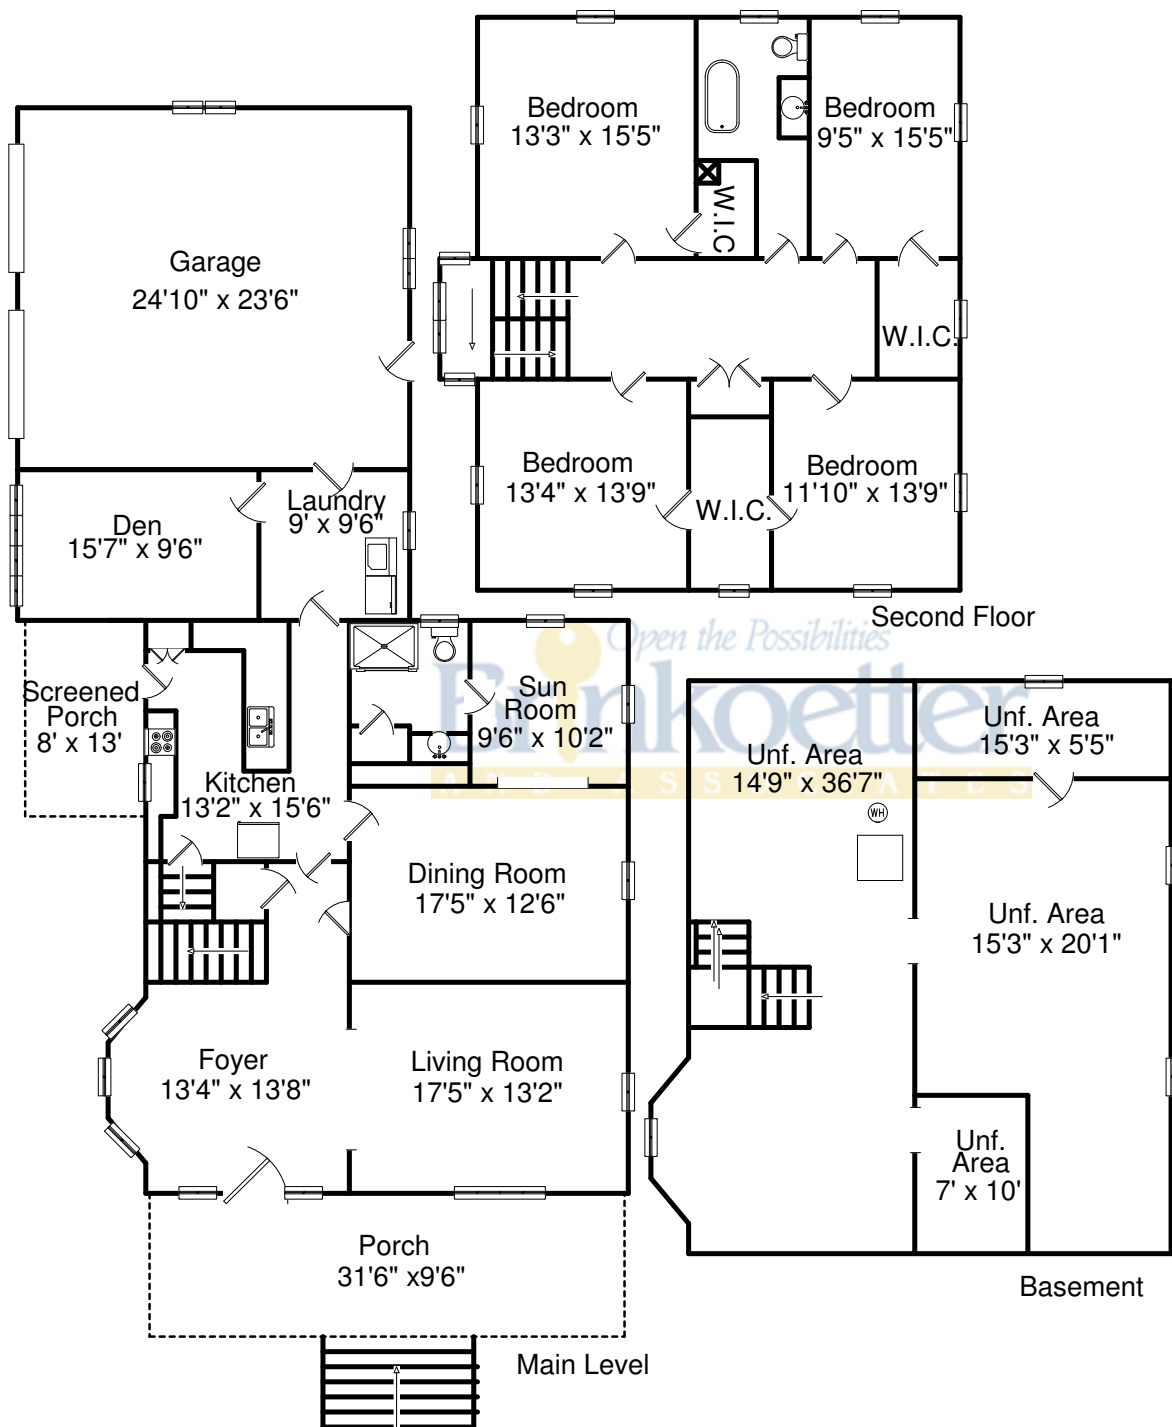 Bedroom
13'3" x 15'5"
Bedroom
9'5" x 15'5"
W.I.C
W.I.C.
Bedroom
13'4" x 13'9"
W.I.C.
Bedroom
11'10" x 13'9"
Second Floor
Garage
24'10" x 23'6"
Den
15'7" x 9'6"
Laundry
9' x 9'6"
Screened
Porch
8' x 13'
Kitchen
13'2" x 15'6"
Sun
Room
9'6" x 10'2"
Dining Room
17'5" x 12'6"
Foyer
13'4" x 13'8"
Living Room
17'5" x 13'2"
Porch
31'6" x9'6"
Main Level
Open the Possibilities
AND ASSOCIATES
Unf. Area
14'9" x 36'7"
WH
Unf. Area
15'3" x 5'5"
Unf. Area
15'3" x 20'1"
Unf.
Area
7' x 10'
Basement